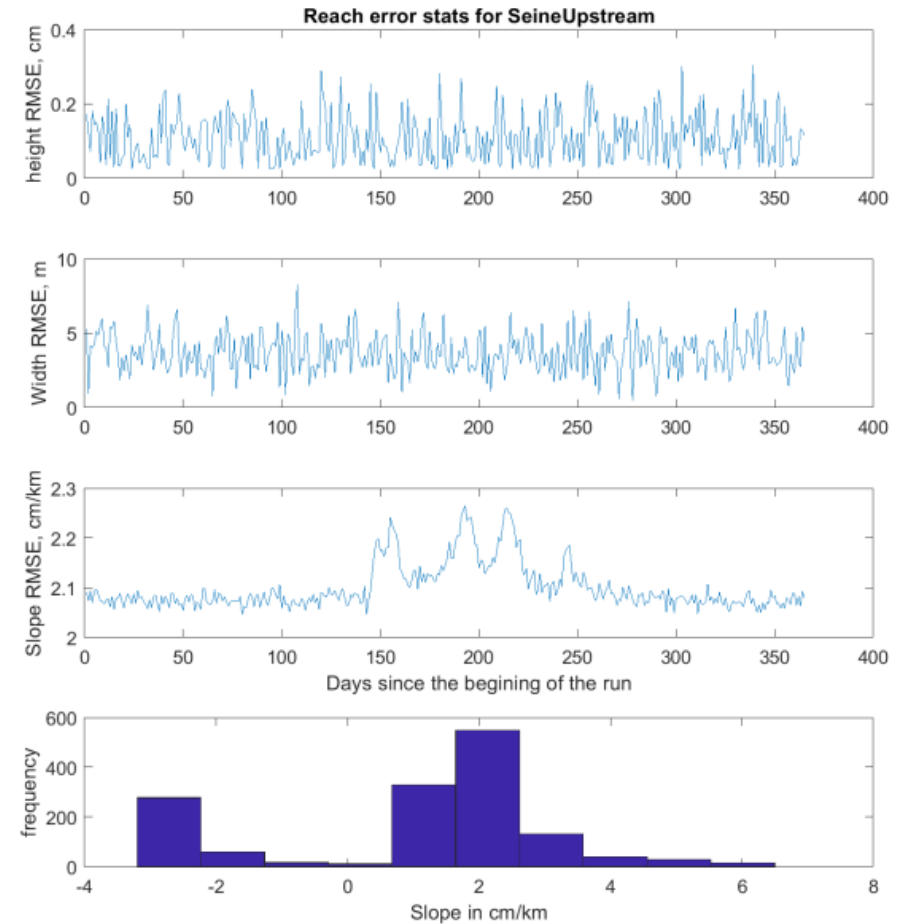 Reach error stats for SeineUpstream
height RMSE, cm
0.4
0.2
0
0 50 100 150 200 250 300 350 400
Width RMSE, m
10
5
0
0 50 100 150 200 250 300 350 400
Slope RMSE, cm/km
2.3
2.2
2.1
2
0 50 100 150 200 250 300 350 400
Days since the begining of the run
frequency
600
400
200
0
-4 -2 0 2 4 6 8
Slope in cm/km